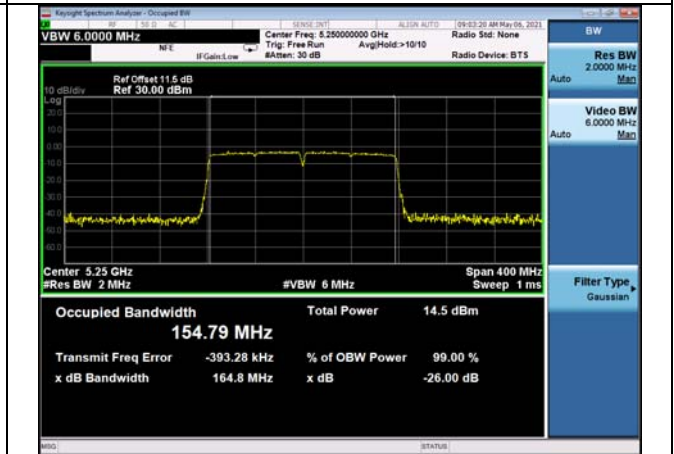 Keysight Spectrum Analyzer - Occupied BW
RF 50 Ω AC SENSE:INT ALIGN AUTO 09:03:20 AM May 06, 2021
VBW 6.0000 MHz Center Freq: 5.250000000 GHz Radio Std: None
NFE Trig: Free Run Avg|Hold:>10/10
IFGain:Low #Atten: 30 dB Radio Device: BTS
BW
Res BW
2.0000 MHz
Auto Man
Video BW
6.0000 MHz
Auto Man
Filter Type
Gaussian
Ref Offset 11.5 dB
10 dB/div Ref 30.00 dBm
Log
20.0
10.0
0.00
-10.0
-20.0
-30.0
-40.0
-50.0
-60.0
Center 5.25 GHz Span 400 MHz
#Res BW 2 MHz #VBW 6 MHz Sweep 1 ms
Occupied Bandwidth Total Power 14.5 dBm
154.79 MHz
Transmit Freq Error -393.28 kHz % of OBW Power 99.00 %
x dB Bandwidth 164.8 MHz x dB -26.00 dB
MSG STATUS